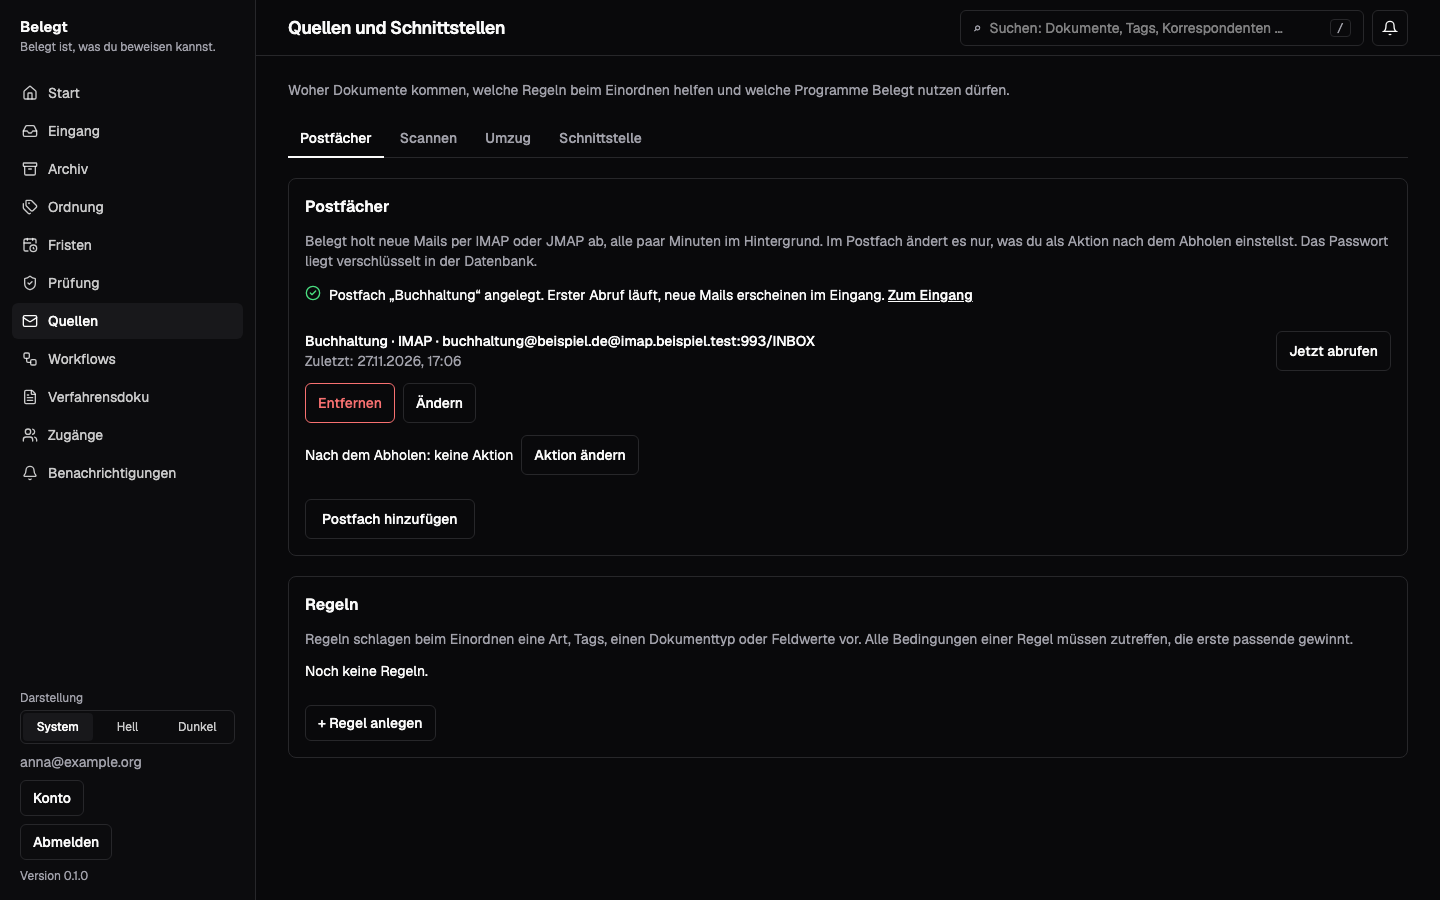 Belegt
Belegt ist, was du beweisen kannst.
Start
Eingang
Archiv
Ordnung
Fristen
Prüfung
Quellen
Workflows
Verfahrensdoku
Zugänge
Benachrichtigungen
Darstellung
System Hell Dunkel
anna@example.org
Konto
Abmelden
Version 0.1.0
Quellen und Schnittstellen
Suchen: Dokumente, Tags, Korrespondenten … /
Woher Dokumente kommen, welche Regeln beim Einordnen helfen und welche Programme Belegt nutzen dürfen.
Postfächer Scannen Umzug Schnittstelle
Postfächer
Belegt holt neue Mails per IMAP oder JMAP ab, alle paar Minuten im Hintergrund. Im Postfach ändert es nur, was du als Aktion nach dem Abholen einstellst. Das Passwort
liegt verschlüsselt in der Datenbank.
Postfach „Buchhaltung“ angelegt. Erster Abruf läuft, neue Mails erscheinen im Eingang. Zum Eingang
Buchhaltung · IMAP · buchhaltung@beispiel.de@imap.beispiel.test:993/INBOX
Zuletzt: 27.11.2026, 17:06
Jetzt abrufen
Entfernen Ändern
Nach dem Abholen: keine Aktion Aktion ändern
Postfach hinzufügen
Regeln
Regeln schlagen beim Einordnen eine Art, Tags, einen Dokumenttyp oder Feldwerte vor. Alle Bedingungen einer Regel müssen zutreffen, die erste passende gewinnt.
Noch keine Regeln.
+ Regel anlegen